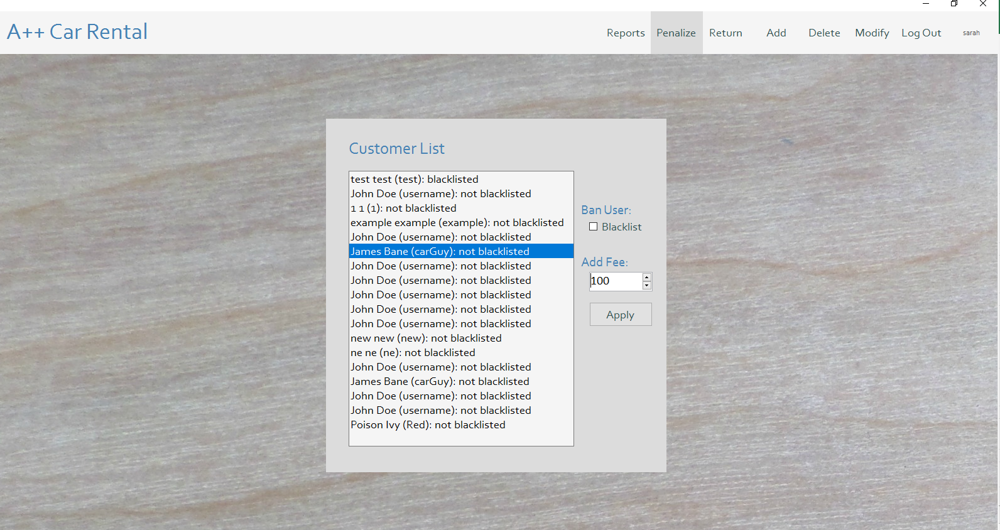 A++ Car Rental
Reports Penalize Return Add Delete Modify Log Out sarah
Customer List
test test (test): blacklisted
John Doe (username): not blacklisted
1 1 (1): not blacklisted
example example (example): not blacklisted
John Doe (username): not blacklisted
James Bane (carGuy): not blacklisted
John Doe (username): not blacklisted
John Doe (username): not blacklisted
John Doe (username): not blacklisted
John Doe (username): not blacklisted
John Doe (username): not blacklisted
new new (new): not blacklisted
ne ne (ne): not blacklisted
John Doe (username): not blacklisted
James Bane (carGuy): not blacklisted
John Doe (username): not blacklisted
John Doe (username): not blacklisted
Poison Ivy (Red): not blacklisted
Ban User:
Blacklist
Add Fee:
100
Apply